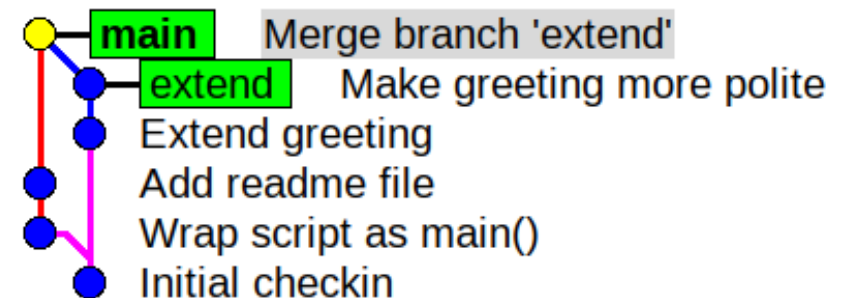 main Merge branch 'extend'
extend Make greeting more polite
Extend greeting
Add readme file
Wrap script as main()
Initial checkin